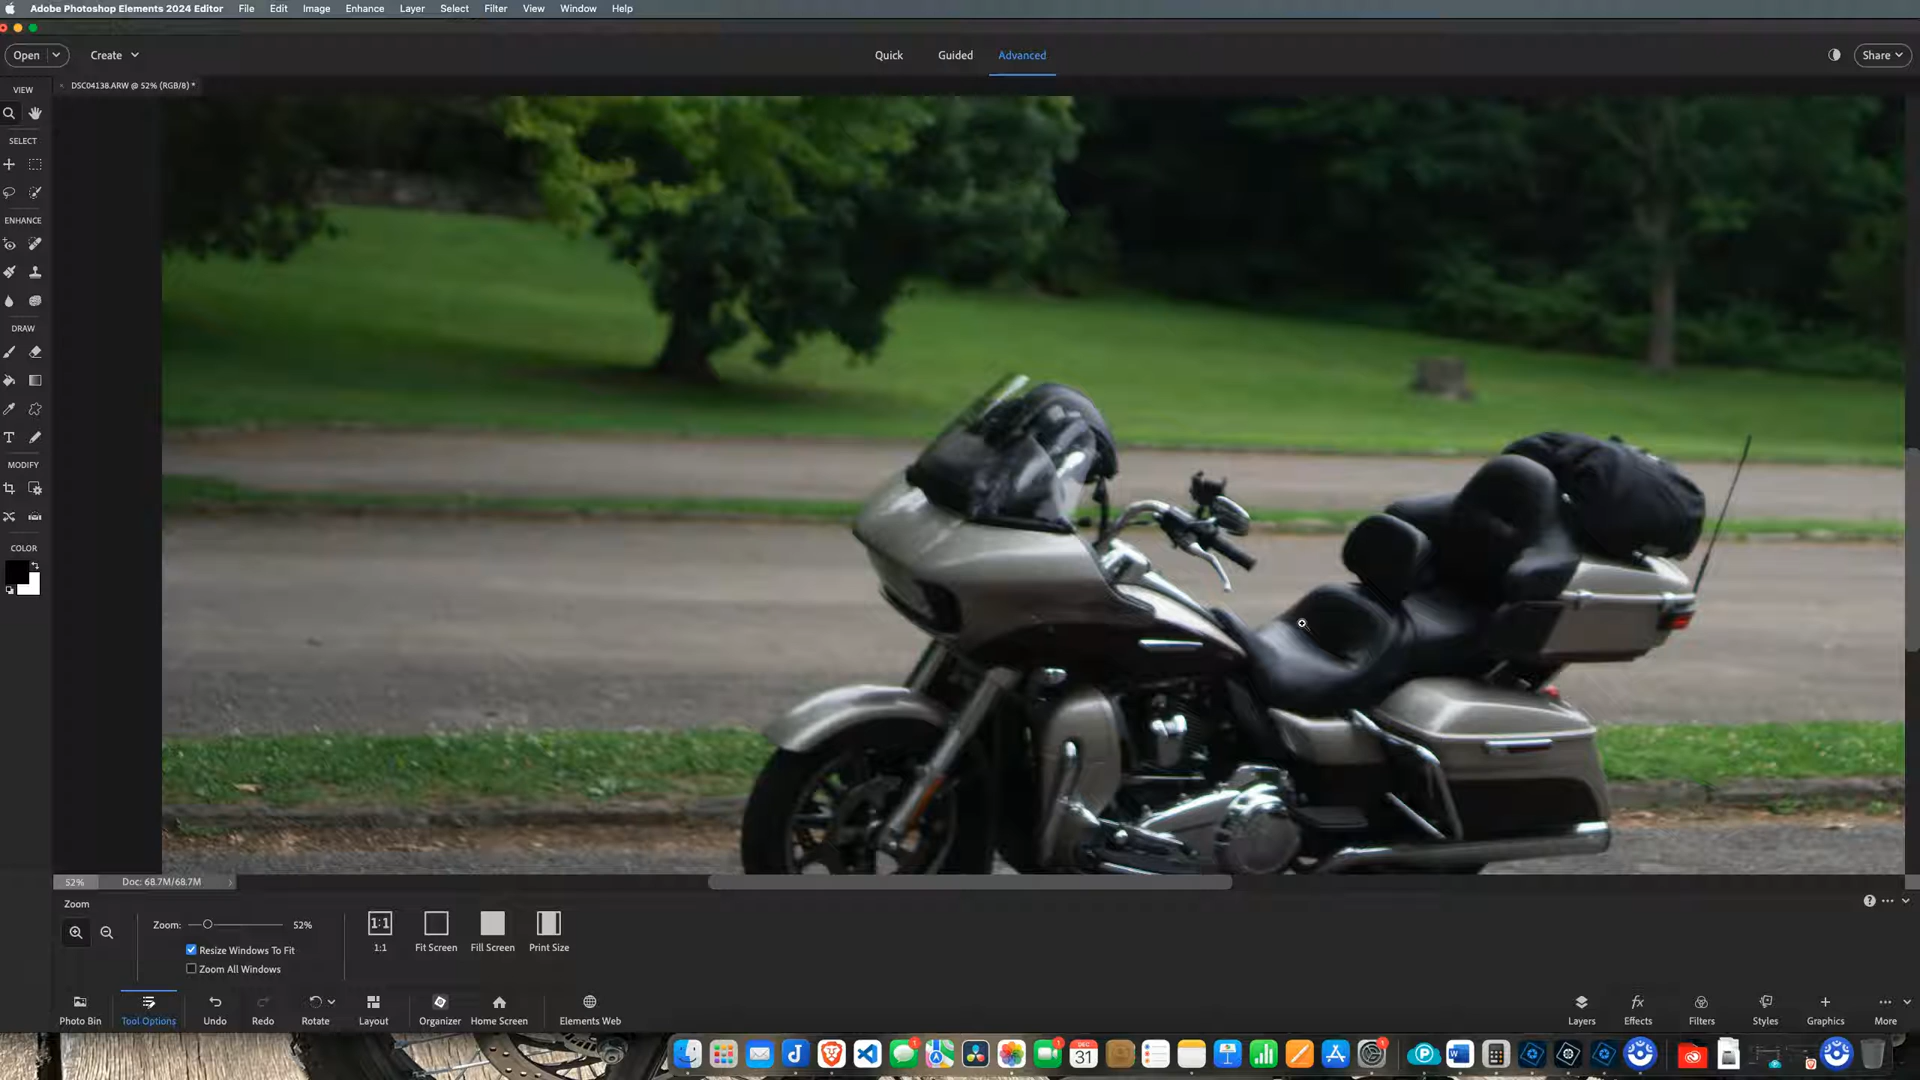 Adobe Photoshop Elements 2024 Editor File Edit Image Enhance Layer Select Filter View Window Help
Open Create Quick Guided Advanced Share
× DSC04138.ARW @ 52% (RGB/8) *
VIEW
SELECT
ENHANCE
DRAW
T
MODIFY
COLOR
52% Doc: 68.7M/68.7M >
Zoom
Zoom: 52%
Resize Windows To Fit
Zoom All Windows
1:1
1:1 Fit Screen Fill Screen Print Size
Photo Bin Tool Options Undo Redo Rotate Layout Organizer Home Screen Elements Web Layers Effects Filters Styles Graphics More
DEC
31